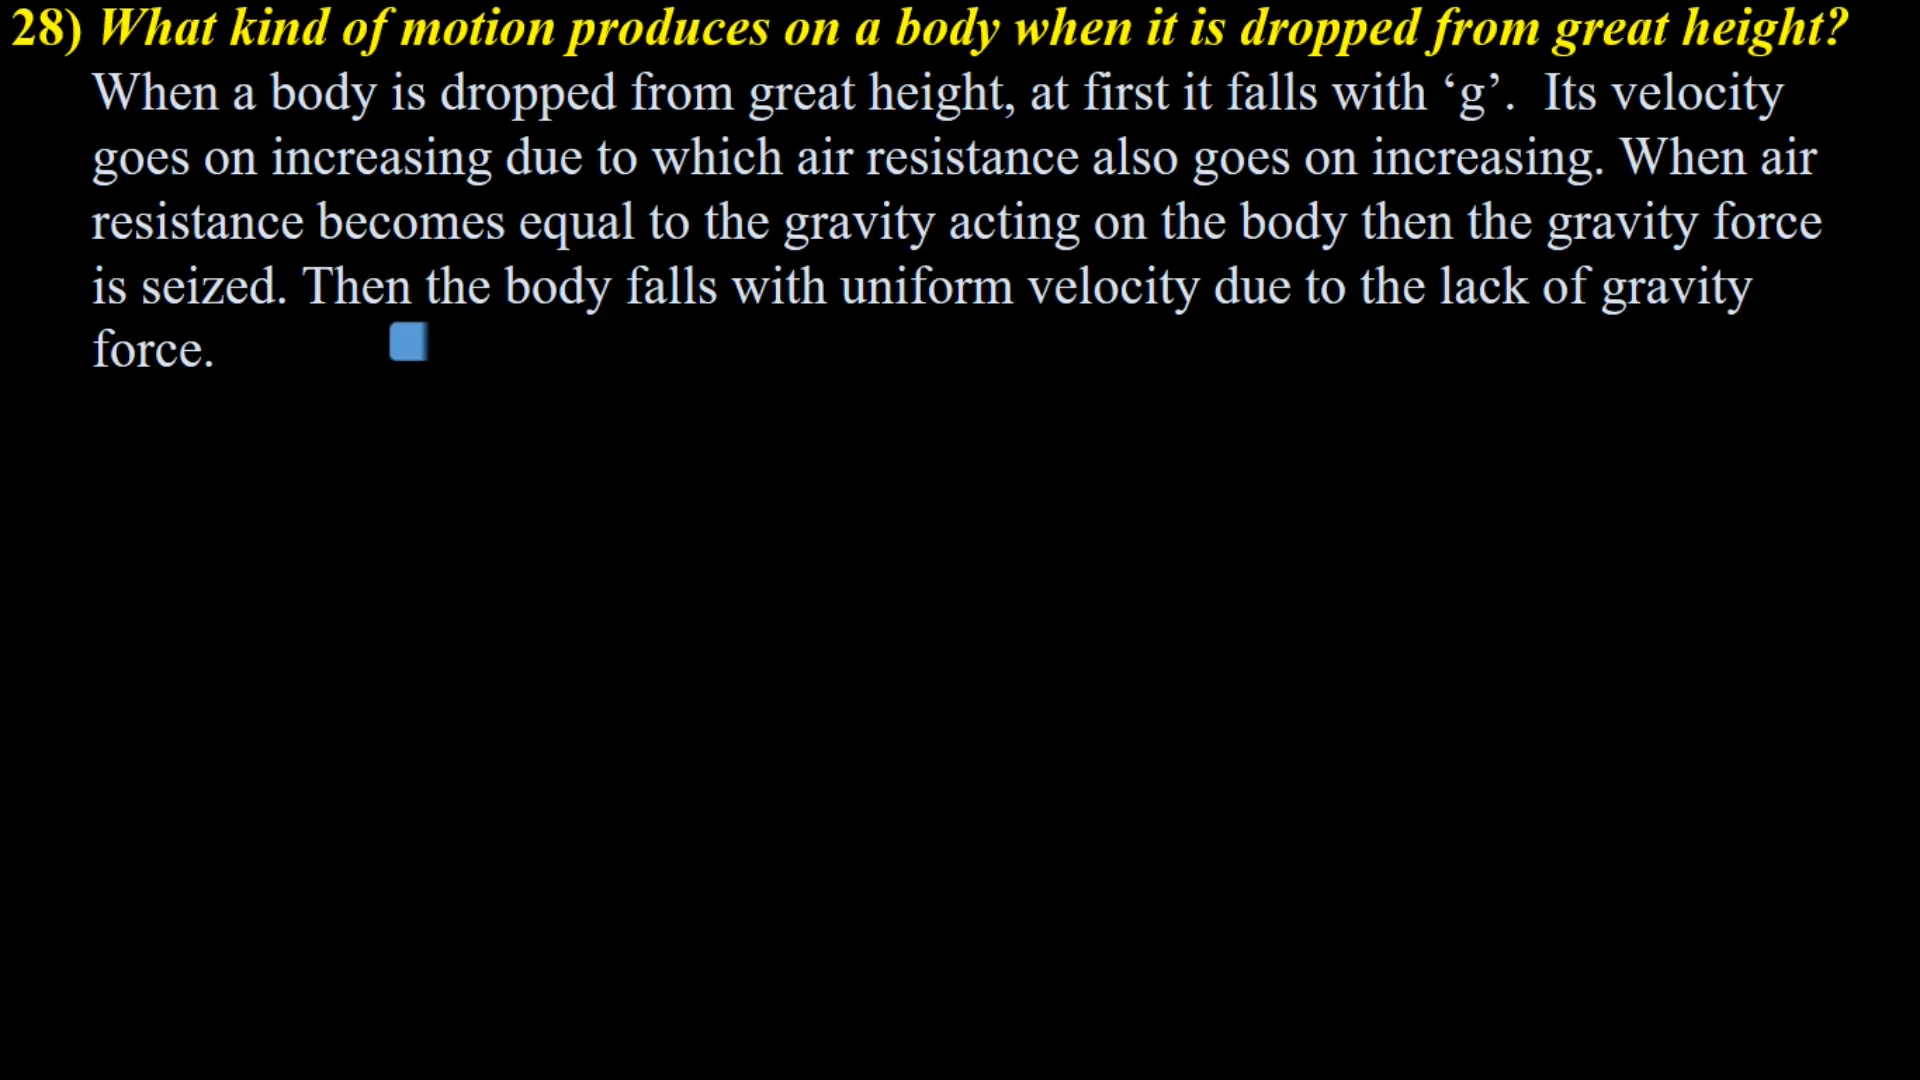 28) What kind of motion produces on a body when it is dropped from great height?
When a body is dropped from great height, at first it falls with ‘g’.  Its velocity
goes on increasing due to which air resistance also goes on increasing. When air
resistance becomes equal to the gravity acting on the body then the gravity force
is seized. Then the body falls with uniform velocity due to the lack of gravity
force.